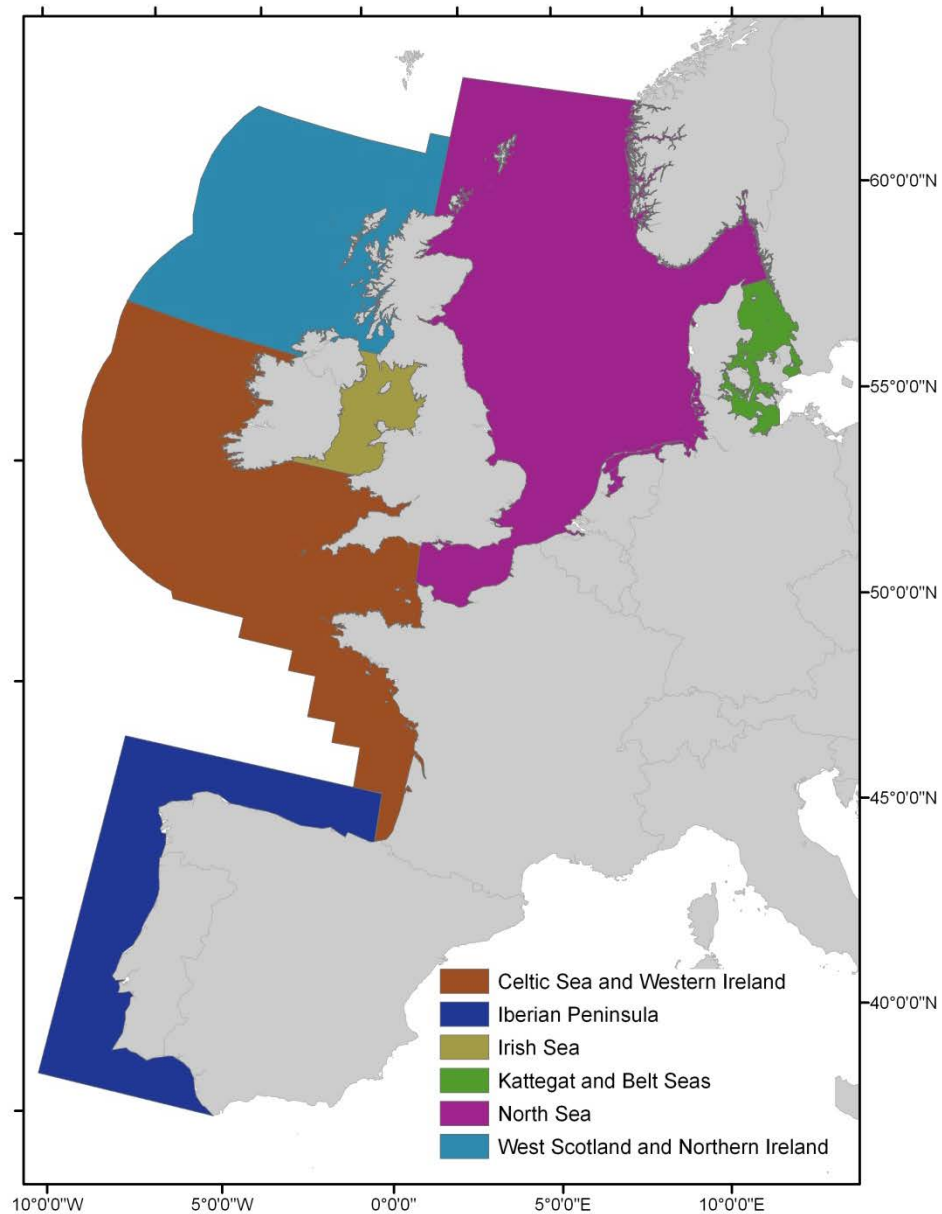 60°0'0"N
55°0'0"N
50°0'0"N
45°0'0"N
40°0'0"N
Celtic Sea and Western Ireland
Iberian Peninsula
Irish Sea
Kattegat and Belt Seas
North Sea
West Scotland and Northern Ireland
10°0'0"W 5°0'0"W 0°0'0" 5°0'0"E 10°0'0"E